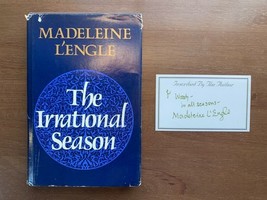 MADELEINE
L'ENGLE
The
Irrational
Season
Inscribed By The Author
in all seasons-
Madeleine L'Engle